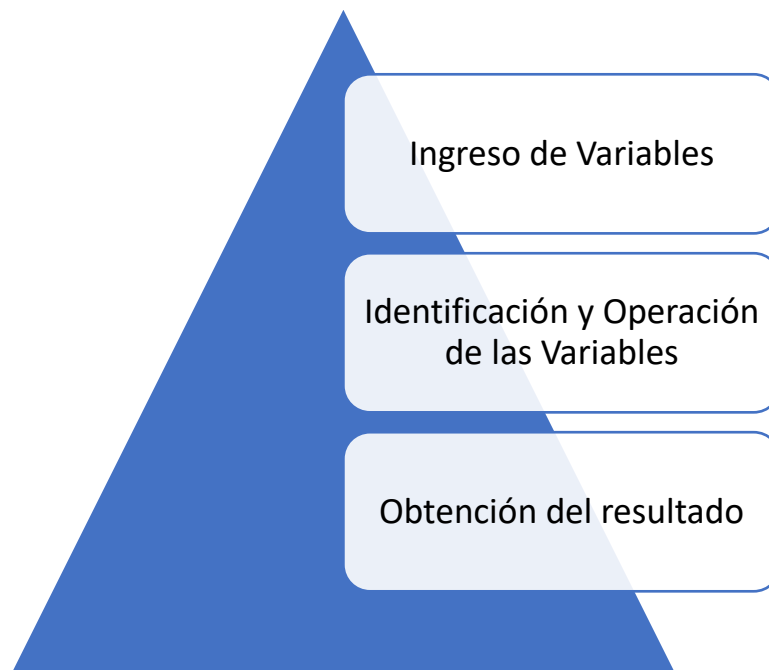 Ingreso de Variables
Identificación y Operación
de las Variables
Obtención del resultado